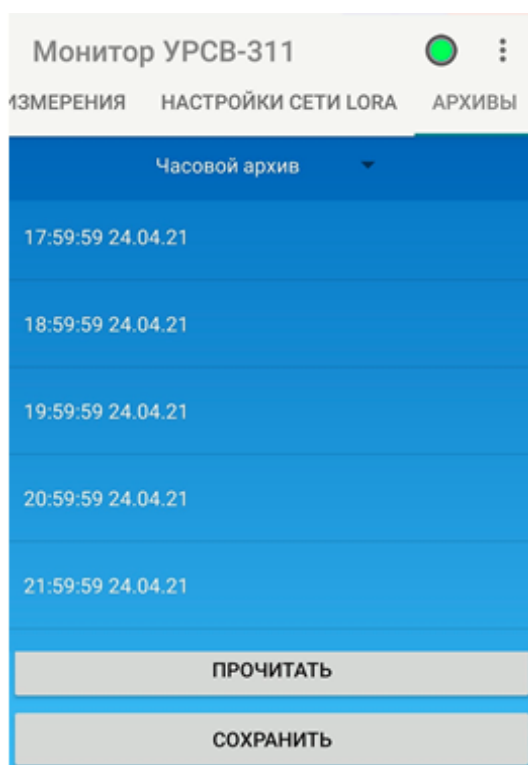 Монитор УРСВ-311
ИЗМЕРЕНИЯ НАСТРОЙКИ СЕТИ LORA АРХИВЫ
Часовой архив
17:59:59 24.04.21
18:59:59 24.04.21
19:59:59 24.04.21
20:59:59 24.04.21
21:59:59 24.04.21
ПРОЧИТАТЬ
СОХРАНИТЬ